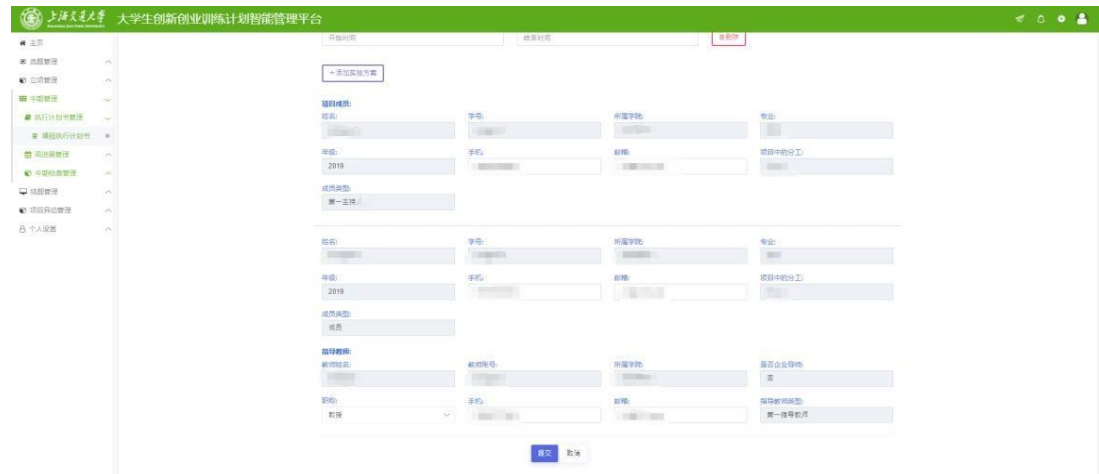 上海交通大学 大学生创新创业训练计划智能管理平台
主页
选题管理
立项管理
中期管理
执行计划书管理
填报执行计划书
周进展管理
中期检查管理
结题管理
项目异动管理
个人设置
开始时间 结束时间 删除
+添加实施方案
项目成员:
姓名: 学号: 所属学院: 专业:
年级: 手机: 邮箱: 项目中的分工:
2019
成员类型:
第一主持人
姓名: 学号: 所属学院: 专业:
年级: 手机: 邮箱: 项目中的分工:
2019
成员类型:
成员
指导教师:
教师姓名: 教师账号: 所属学院: 是否企业导师:
否
职称: 手机: 邮箱: 指导教师类型:
教授 第一指导教师
提交 取消